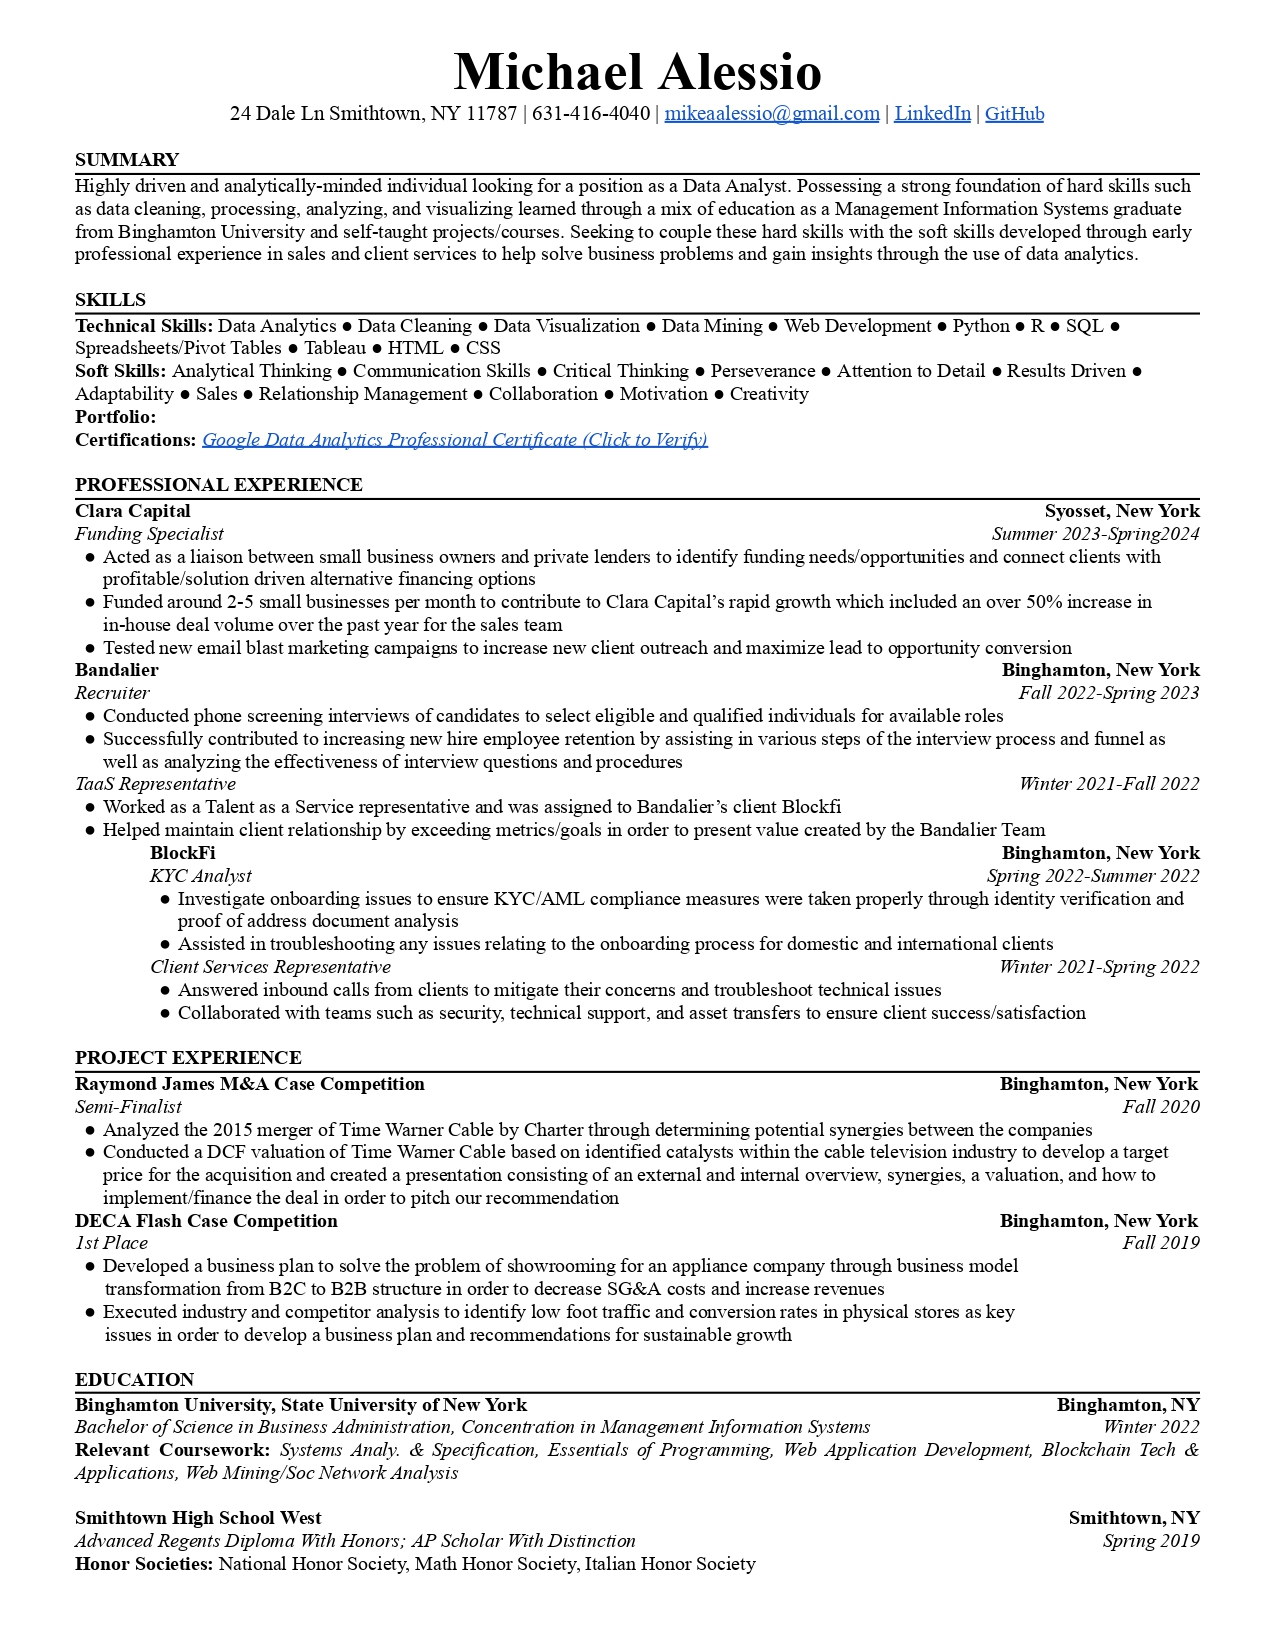 Michael Alessio
24 Dale Ln Smithtown, NY 11787 | 631-416-4040 | mikeaalessio@gmail.com | LinkedIn | GitHub
SUMMARY
Highly driven and analytically-minded individual looking for a position as a Data Analyst. Possessing a strong foundation of hard skills such
as data cleaning, processing, analyzing, and visualizing learned through a mix of education as a Management Information Systems graduate
from Binghamton University and self-taught projects/courses. Seeking to couple these hard skills with the soft skills developed through early
professional experience in sales and client services to help solve business problems and gain insights through the use of data analytics.
SKILLS
Technical Skills: Data Analytics ● Data Cleaning ● Data Visualization ● Data Mining ● Web Development ● Python ● R ● SQL ●
Spreadsheets/Pivot Tables ● Tableau ● HTML ● CSS
Soft Skills: Analytical Thinking ● Communication Skills ● Critical Thinking ● Perseverance ● Attention to Detail ● Results Driven ●
Adaptability ● Sales ● Relationship Management ● Collaboration ● Motivation ● Creativity
Portfolio:
Certifications: Google Data Analytics Professional Certificate (Click to Verify)
PROFESSIONAL EXPERIENCE
Clara Capital Syosset, New York
Funding Specialist Summer 2023-Spring2024
● Acted as a liaison between small business owners and private lenders to identify funding needs/opportunities and connect clients with
profitable/solution driven alternative financing options
● Funded around 2-5 small businesses per month to contribute to Clara Capital’s rapid growth which included an over 50% increase in
in-house deal volume over the past year for the sales team
● Tested new email blast marketing campaigns to increase new client outreach and maximize lead to opportunity conversion
Bandalier Binghamton, New York
Recruiter Fall 2022-Spring 2023
● Conducted phone screening interviews of candidates to select eligible and qualified individuals for available roles
● Successfully contributed to increasing new hire employee retention by assisting in various steps of the interview process and funnel as
well as analyzing the effectiveness of interview questions and procedures
TaaS Representative Winter 2021-Fall 2022
● Worked as a Talent as a Service representative and was assigned to Bandalier’s client Blockfi
● Helped maintain client relationship by exceeding metrics/goals in order to present value created by the Bandalier Team
BlockFi Binghamton, New York
KYC Analyst Spring 2022-Summer 2022
● Investigate onboarding issues to ensure KYC/AML compliance measures were taken properly through identity verification and
proof of address document analysis
● Assisted in troubleshooting any issues relating to the onboarding process for domestic and international clients
Client Services Representative Winter 2021-Spring 2022
● Answered inbound calls from clients to mitigate their concerns and troubleshoot technical issues
● Collaborated with teams such as security, technical support, and asset transfers to ensure client success/satisfaction
PROJECT EXPERIENCE
Raymond James M&A Case Competition Binghamton, New York
Semi-Finalist Fall 2020
● Analyzed the 2015 merger of Time Warner Cable by Charter through determining potential synergies between the companies
● Conducted a DCF valuation of Time Warner Cable based on identified catalysts within the cable television industry to develop a target
price for the acquisition and created a presentation consisting of an external and internal overview, synergies, a valuation, and how to
implement/finance the deal in order to pitch our recommendation
DECA Flash Case Competition Binghamton, New York
1st Place Fall 2019
● Developed a business plan to solve the problem of showrooming for an appliance company through business model
transformation from B2C to B2B structure in order to decrease SG&A costs and increase revenues
● Executed industry and competitor analysis to identify low foot traffic and conversion rates in physical stores as key
issues in order to develop a business plan and recommendations for sustainable growth
EDUCATION
Binghamton University, State University of New York Binghamton, NY
Bachelor of Science in Business Administration, Concentration in Management Information Systems Winter 2022
Relevant Coursework: Systems Analy. & Specification, Essentials of Programming, Web Application Development, Blockchain Tech &
Applications, Web Mining/Soc Network Analysis
Smithtown High School West Smithtown, NY
Advanced Regents Diploma With Honors; AP Scholar With Distinction Spring 2019
Honor Societies: National Honor Society, Math Honor Society, Italian Honor Society